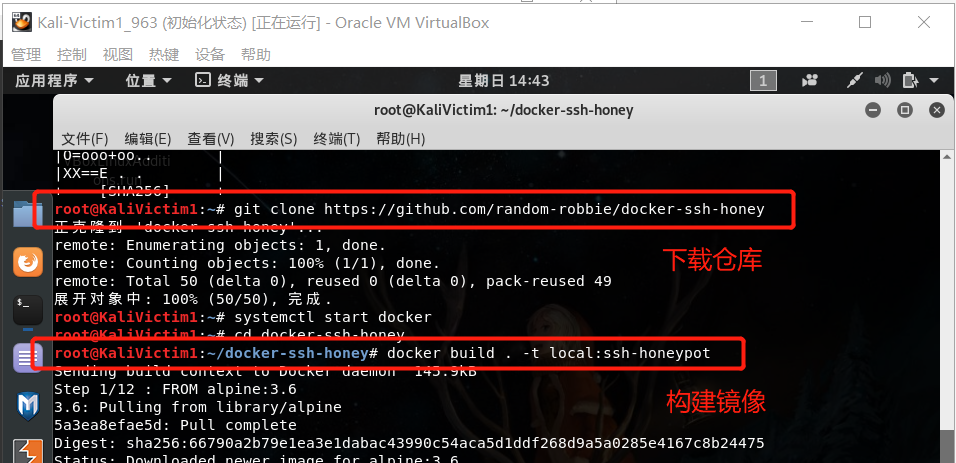 Kali-Victim1_963 (初始化状态) [正在运行] - Oracle VM VirtualBox
管理 控制 视图 热键 设备 帮助
应用程序 位置 终端 星期日 14:43 1
root@KaliVictim1: ~/docker-ssh-honey
文件(F) 编辑(E) 查看(V) 搜索(S) 终端(T) 帮助(H)
|O=ooo+oo.. |
|XX==E . .. |
+----[SHA256]-----+
root@KaliVictim1:~# git clone https://github.com/random-robbie/docker-ssh-honey
正克隆到 'docker-ssh-honey'...
remote: Enumerating objects: 1, done.
下载仓库
remote: Counting objects: 100% (1/1), done.
remote: Total 50 (delta 0), reused 0 (delta 0), pack-reused 49
展开对象中: 100% (50/50), 完成.
root@KaliVictim1:~# systemctl start docker
root@KaliVictim1:~# cd docker-ssh-honey
root@KaliVictim1:~/docker-ssh-honey# docker build . -t local:ssh-honeypot
Sending build context to Docker daemon 145.9kB
Step 1/12 : FROM alpine:3.6
构建镜像
3.6: Pulling from library/alpine
5a3ea8efae5d: Pull complete
Digest: sha256:66790a2b79e1ea3e1dabac43990c54aca5d1ddf268d9a5a0285e4167c8b24475
Status: Downloaded newer image for alpine:3.6